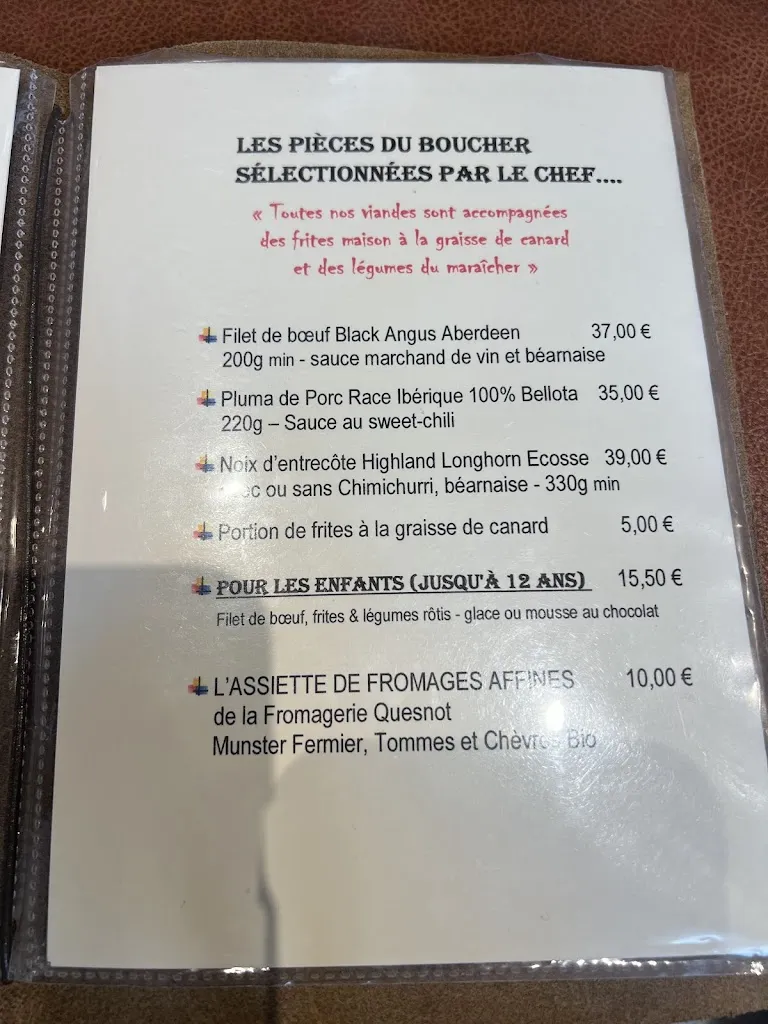 LES PIÈCES DU BOUCHER
SÉLECTIONNÉES PAR LE CHEF....
« Toutes nos viandes sont accompagnées
des frites maison à la graisse de canard
et des légumes du maraîcher »
Filet de bœuf Black Angus Aberdeen 37,00 €
200g min - sauce marchand de vin et béarnaise
Pluma de Porc Race Ibérique 100% Bellota 35,00 €
220g – Sauce au sweet-chili
Noix d'entrecôte Highland Longhorn Ecosse 39,00 €
ou sans Chimichurri, béarnaise - 330g min
Portion de frites à la graisse de canard 5,00 €
POUR LES ENFANTS (JUSQU'À 12 ANS) 15,50 €
Filet de bœuf, frites & légumes rôtis - glace ou mousse au chocolat
L'ASSIETTE DE FROMAGES AFFINES 10,00 €
de la Fromagerie Quesnot
Munster Fermier, Tommes et Chèvres Bio